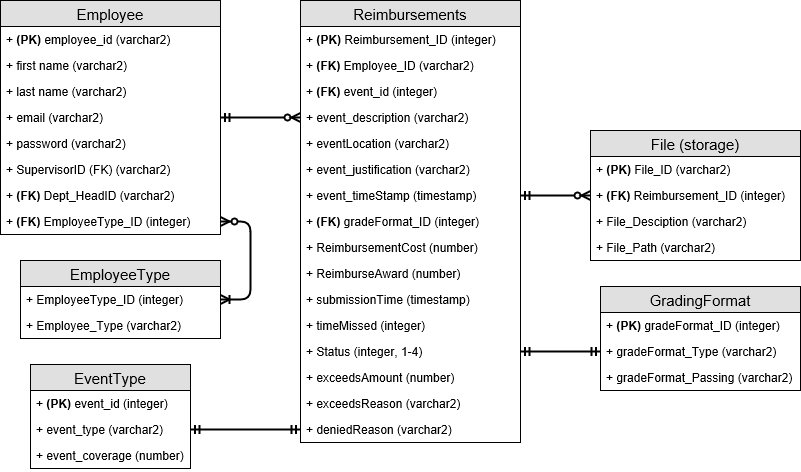 Employee
+ (PK) employee_id (varchar2)
+ first name (varchar2)
+ last name (varchar2)
+ email (varchar2)
+ password (varchar2)
+ SupervisorID (FK) (varchar2)
+ (FK) Dept_HeadID (varchar2)
+ (FK) EmployeeType_ID (integer)
EmployeeType
+ EmployeeType_ID (integer)
+ Employee_Type (varchar2)
EventType
+ (PK) event_id (integer)
+ event_type (varchar2)
+ event_coverage (number)
Reimbursements
+ (PK) Reimbursement_ID (integer)
+ (FK) Employee_ID (varchar2)
+ (FK) event_id (integer)
+ event_description (varchar2)
+ eventLocation (varchar2)
+ event_justification (varchar2)
+ event_timeStamp (timestamp)
+ (FK) gradeFormat_ID (integer)
+ ReimbursementCost (number)
+ ReimburseAward (number)
+ submissionTime (timestamp)
+ timeMissed (integer)
+ Status (integer, 1-4)
+ exceedsAmount (number)
+ exceedsReason (varchar2)
+ deniedReason (varchar2)
File (storage)
+ (PK) File_ID (varchar2)
+ (FK) Reimbursement_ID (integer)
+ File_Desciption (varchar2)
+ File_Path (varchar2)
GradingFormat
+ (PK) gradeFormat_ID (integer)
+ gradeFormat_Type (varchar2)
+ gradeFormat_Passing (varchar2)